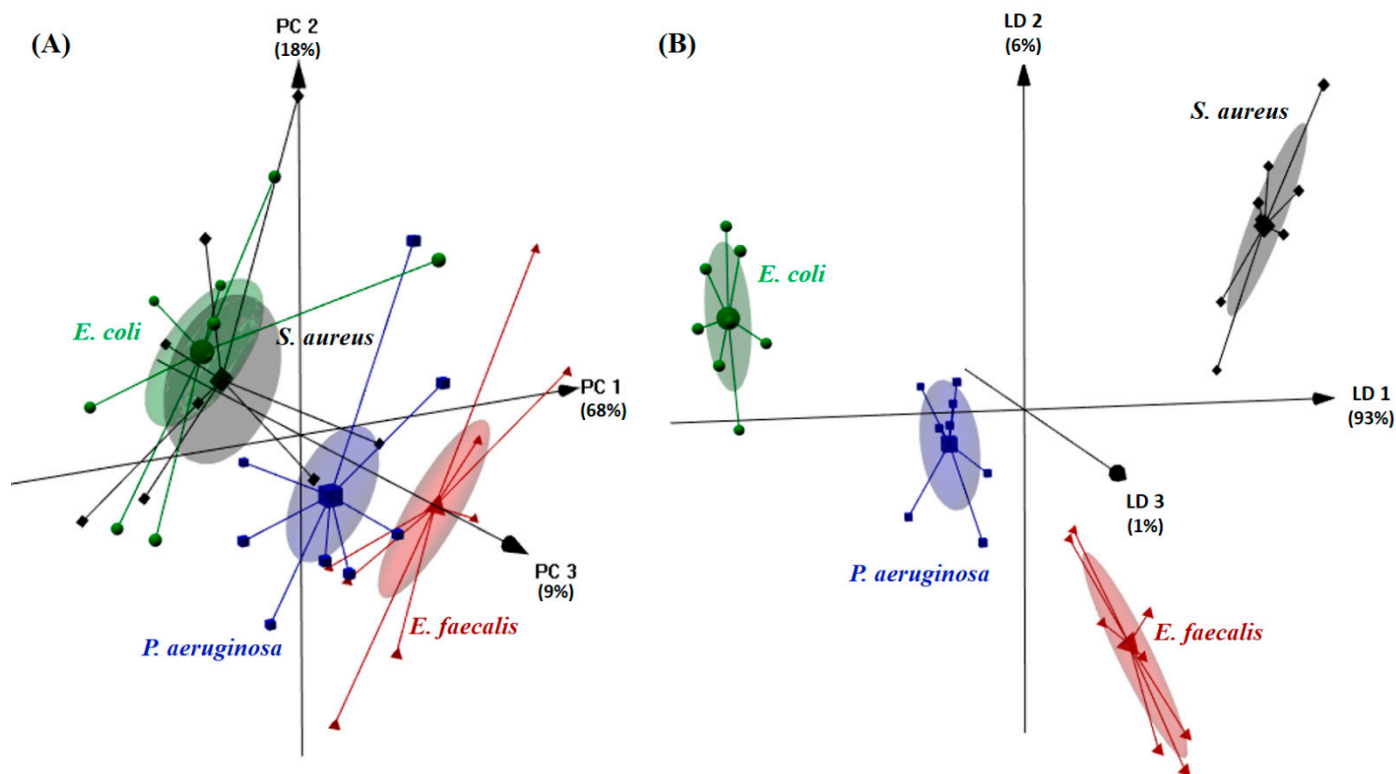 (A)
PC 2
(18%)
E. coli
S. aureus
PC 1
(68%)
PC 3
(9%)
P. aeruginosa
E. faecalis
(B)
LD 2
(6%)
S. aureus
E. coli
LD 1
(93%)
LD 3
(1%)
P. aeruginosa
E. faecalis